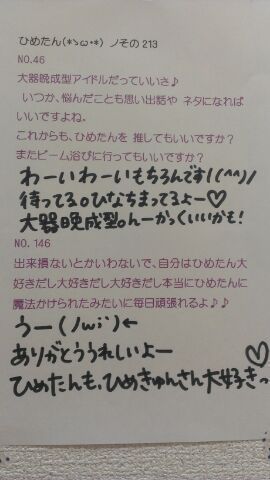 ひめたん(*>ω<*) ノその213
NO.46
大器晩成型アイドルだっていいさ♪
いつか、悩んだことも思い出話や ネタになれば
いいですよね。
これからも、ひめたんを 推してもいいですか?
またビーム浴びに行ってもいいですか?
わーいわーいもちろんです!(^^)/
待ってる。ひなちまってるよー♡
大器晩成型。んーかっくいいかも!
NO.146
出来損ないとかいわないで、自分はひめたん大
好きだし大好きだし大好きだし本当にひめたんに
魔法かけられたみたいに毎日頑張れるよ♪♪
うー(ノω;`)←
ありがとううれしいよー
ひめたんも、ひめきゅんさん大好きっ♡